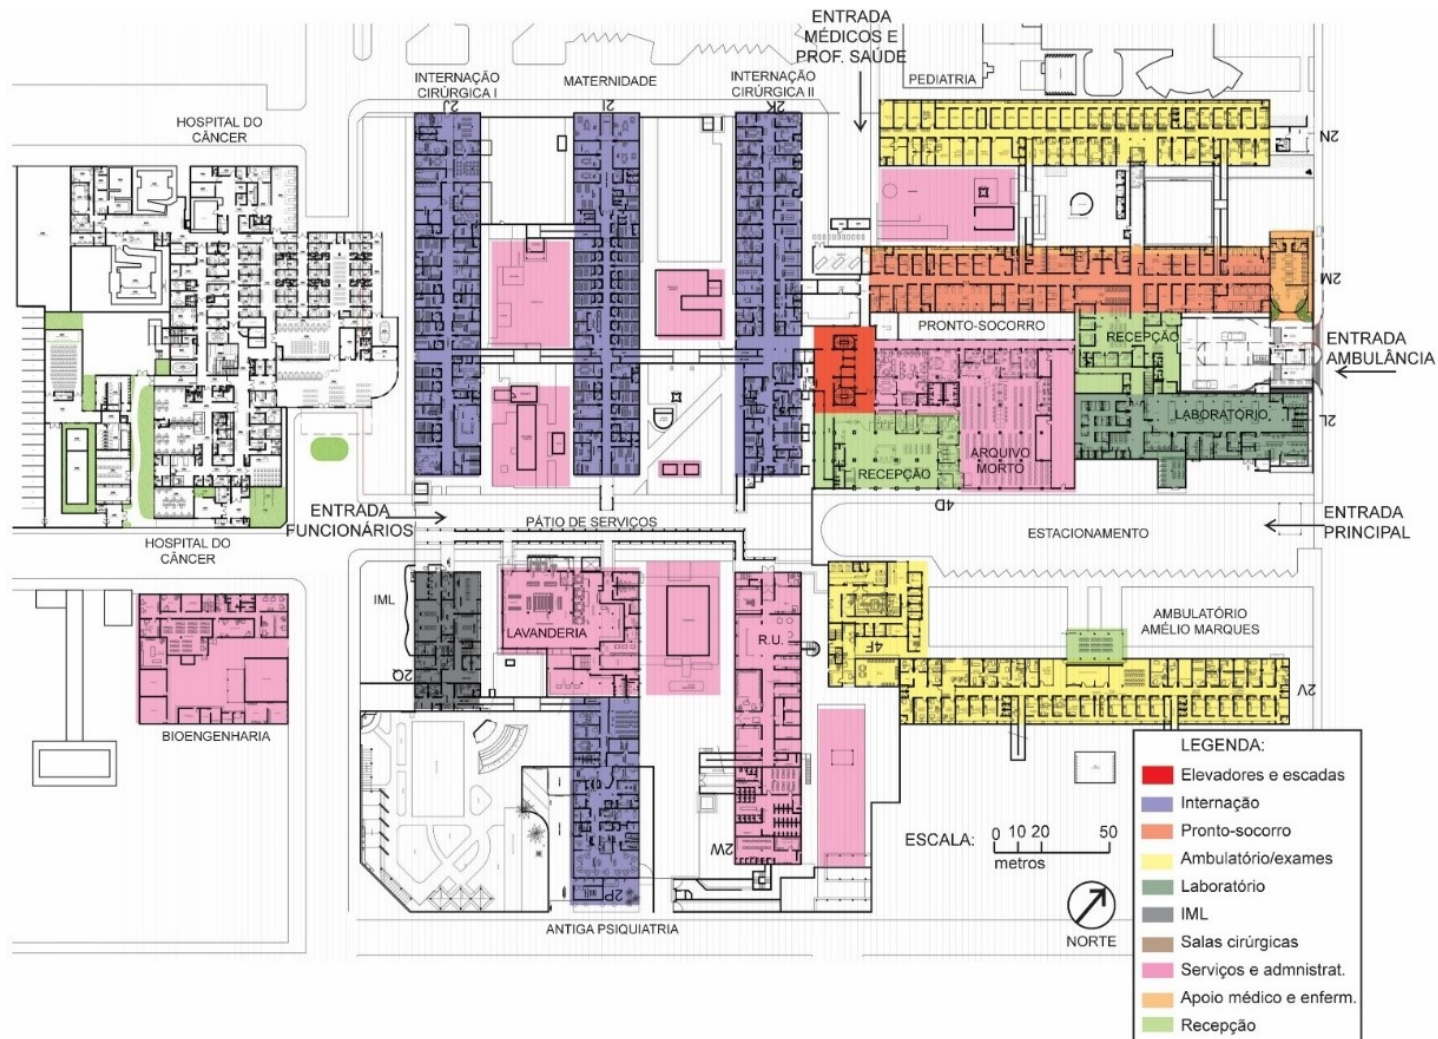 ENTRADA
MÉDICOS E
PROF. SAÚDE
INTERNAÇÃO
CIRÚRGICA I
MATERNIDADE
INTERNAÇÃO
CIRÚRGICA II
PEDIATRIA
2J
2I
2K
2N
HOSPITAL DO
CÂNCER
2M
PRONTO-SOCORRO
RECEPÇÃO
ENTRADA
AMBULÂNCIA
LABORATÓRIO
2L
RECEPÇÃO
ARQUIVO
MORTO
4D
ENTRADA
FUNCIONÁRIOS
PÁTIO DE SERVIÇOS
ESTACIONAMENTO
ENTRADA
PRINCIPAL
HOSPITAL DO
CÂNCER
IML
LAVANDERIA
R.U.
4F
AMBULATÓRIO
AMÉLIO MARQUES
2Q
2V
BIOENGENHARIA
2W
2P
ANTIGA PSIQUIATRIA
ESCALA:
0 10 20 50
metros
NORTE
LEGENDA:
Elevadores e escadas
Internação
Pronto-socorro
Ambulatório/exames
Laboratório
IML
Salas cirúrgicas
Serviços e admnistrat.
Apoio médico e enferm.
Recepção